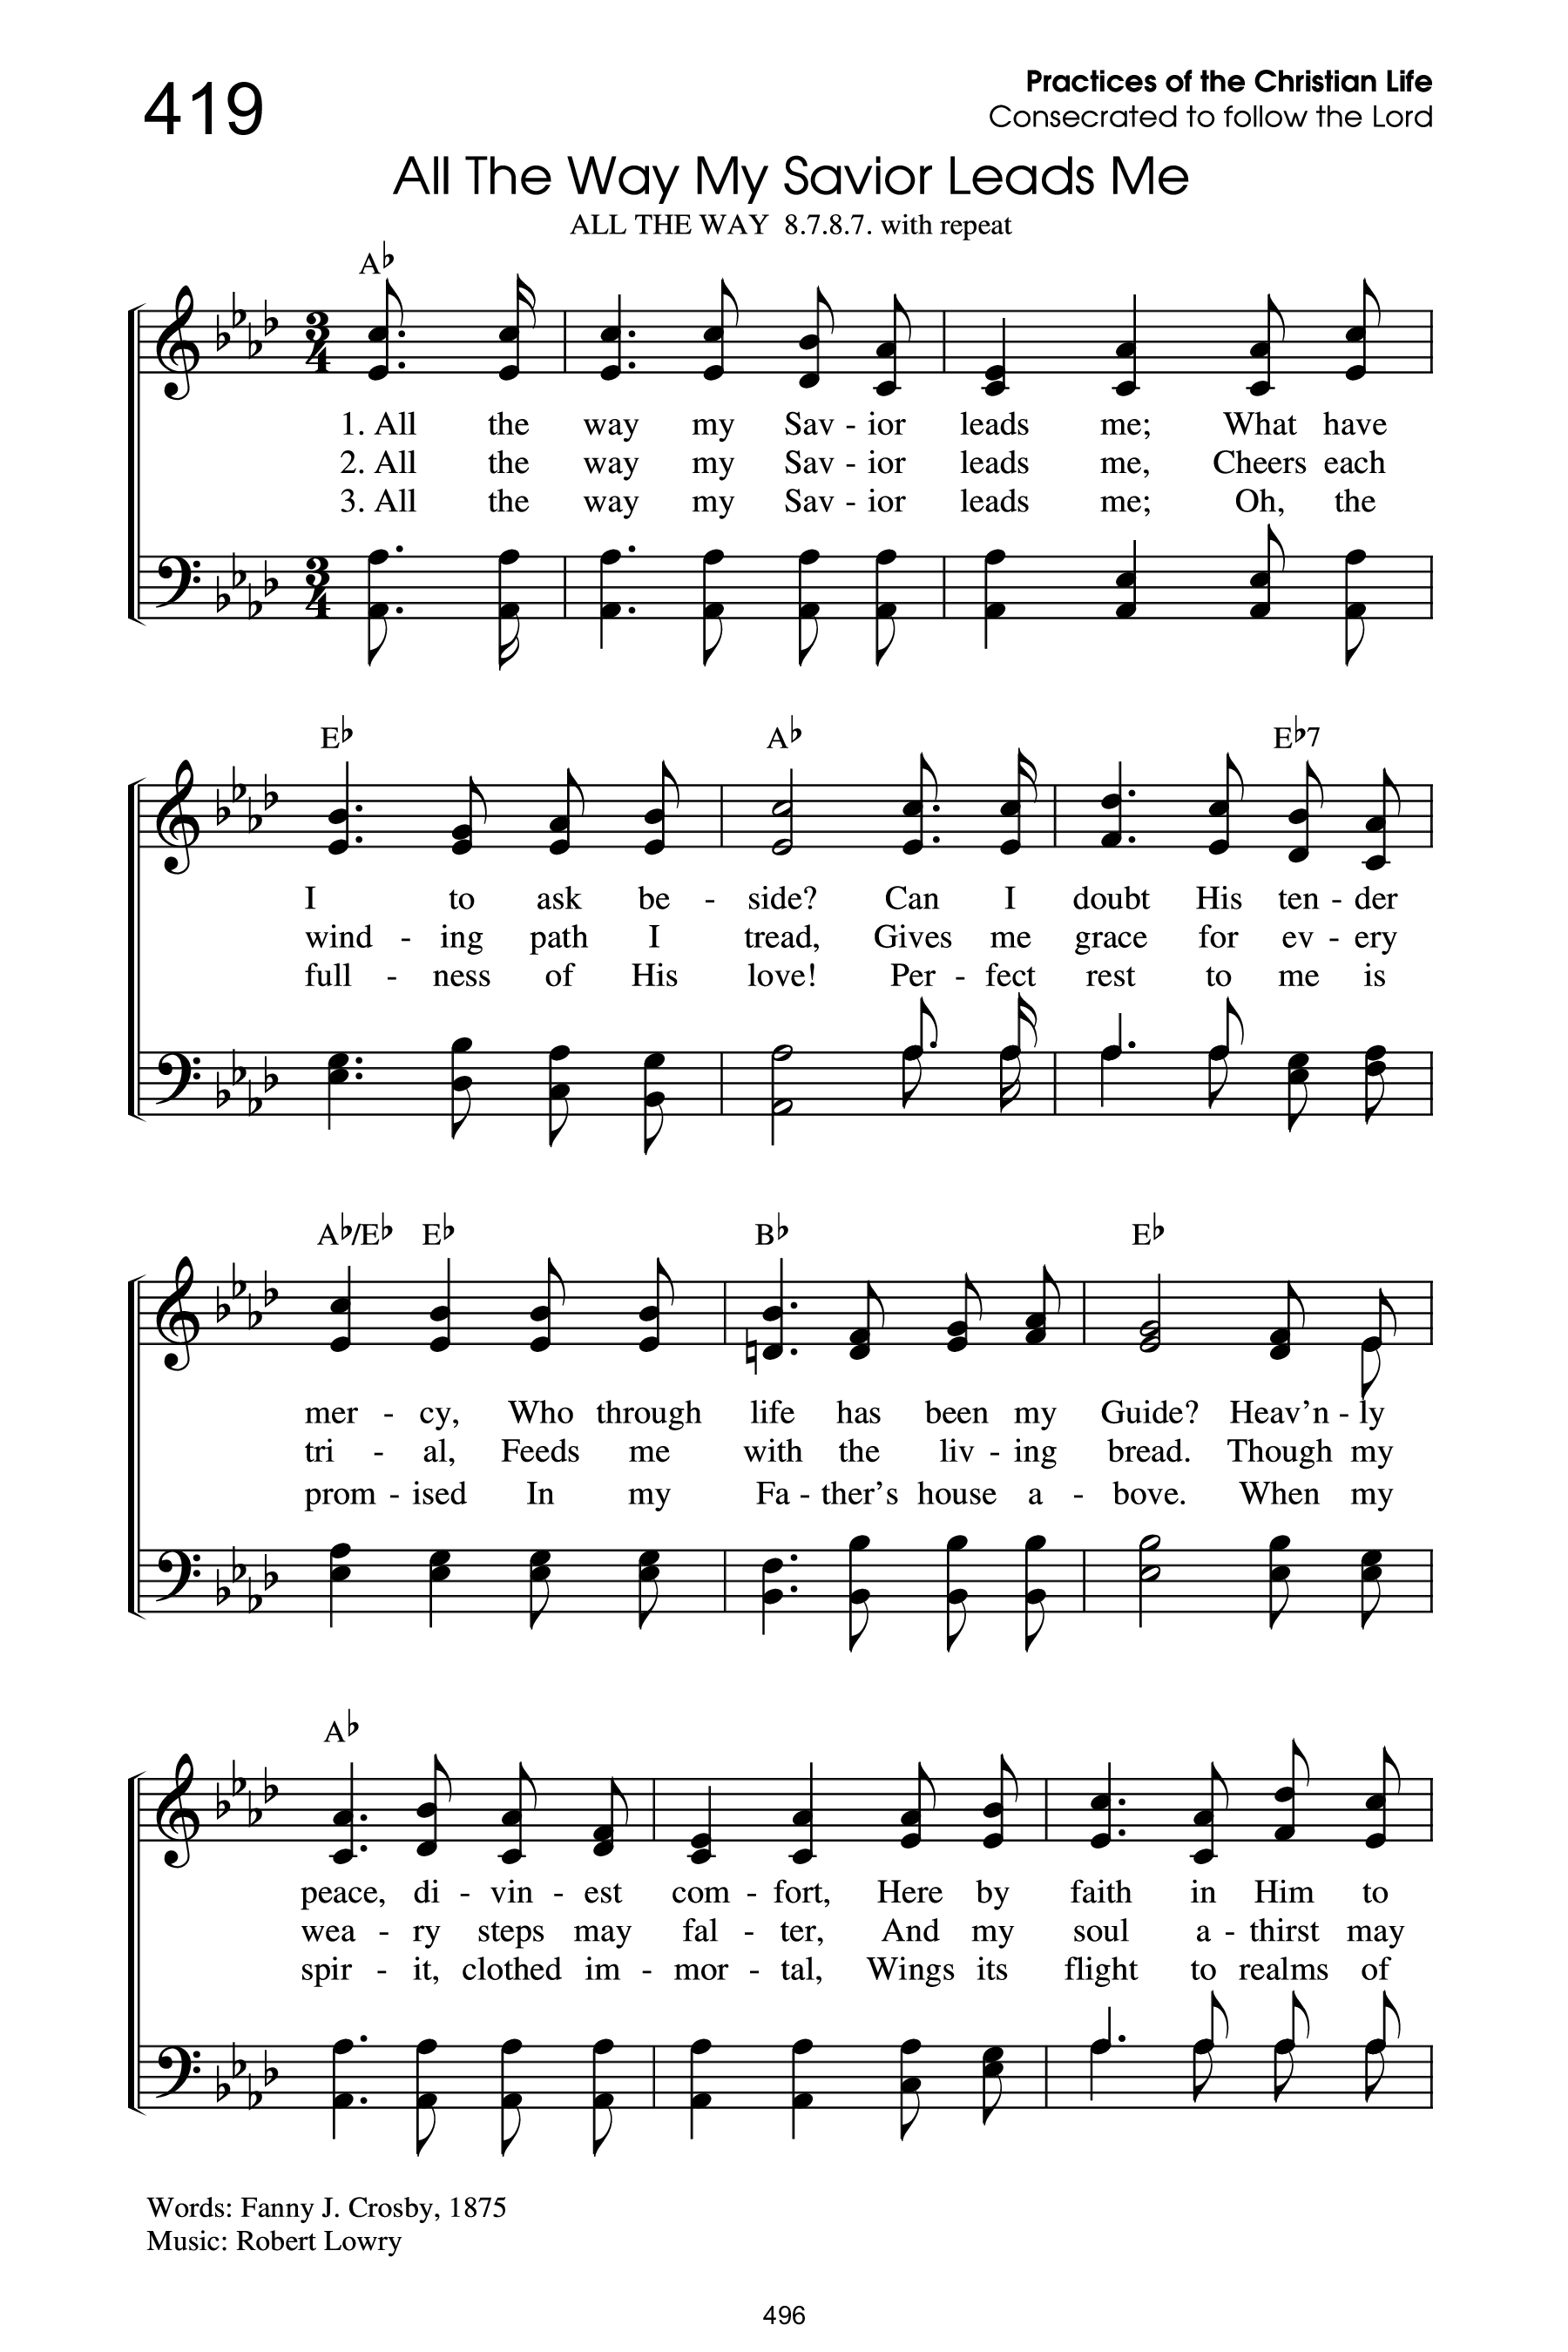 419
Practices of the Christian Life
Consecrated to follow the Lord
All The Way My Savior Leads Me
ALL THE WAY 8.7.8.7. with repeat
A♭
1. All the way my Sav - ior leads me; What have
2. All the way my Sav - ior leads me, Cheers each
3. All the way my Sav - ior leads me; Oh, the
E♭ A♭ E♭7
I to ask be - side? Can I doubt His ten - der
wind - ing path I tread, Gives me grace for ev - ery
full - ness of His love! Per - fect rest to me is
A♭/E♭ E♭ B♭ E♭
mer - cy, Who through life has been my Guide? Heav’n - ly
tri - al, Feeds me with the liv - ing bread. Though my
prom - ised In my Fa - ther’s house a - bove. When my
A♭
peace, di - vin - est com - fort, Here by faith in Him to
wea - ry steps may fal - ter, And my soul a - thirst may
spir - it, clothed im - mor - tal, Wings its flight to realms of
Words: Fanny J. Crosby, 1875
Music: Robert Lowry
496